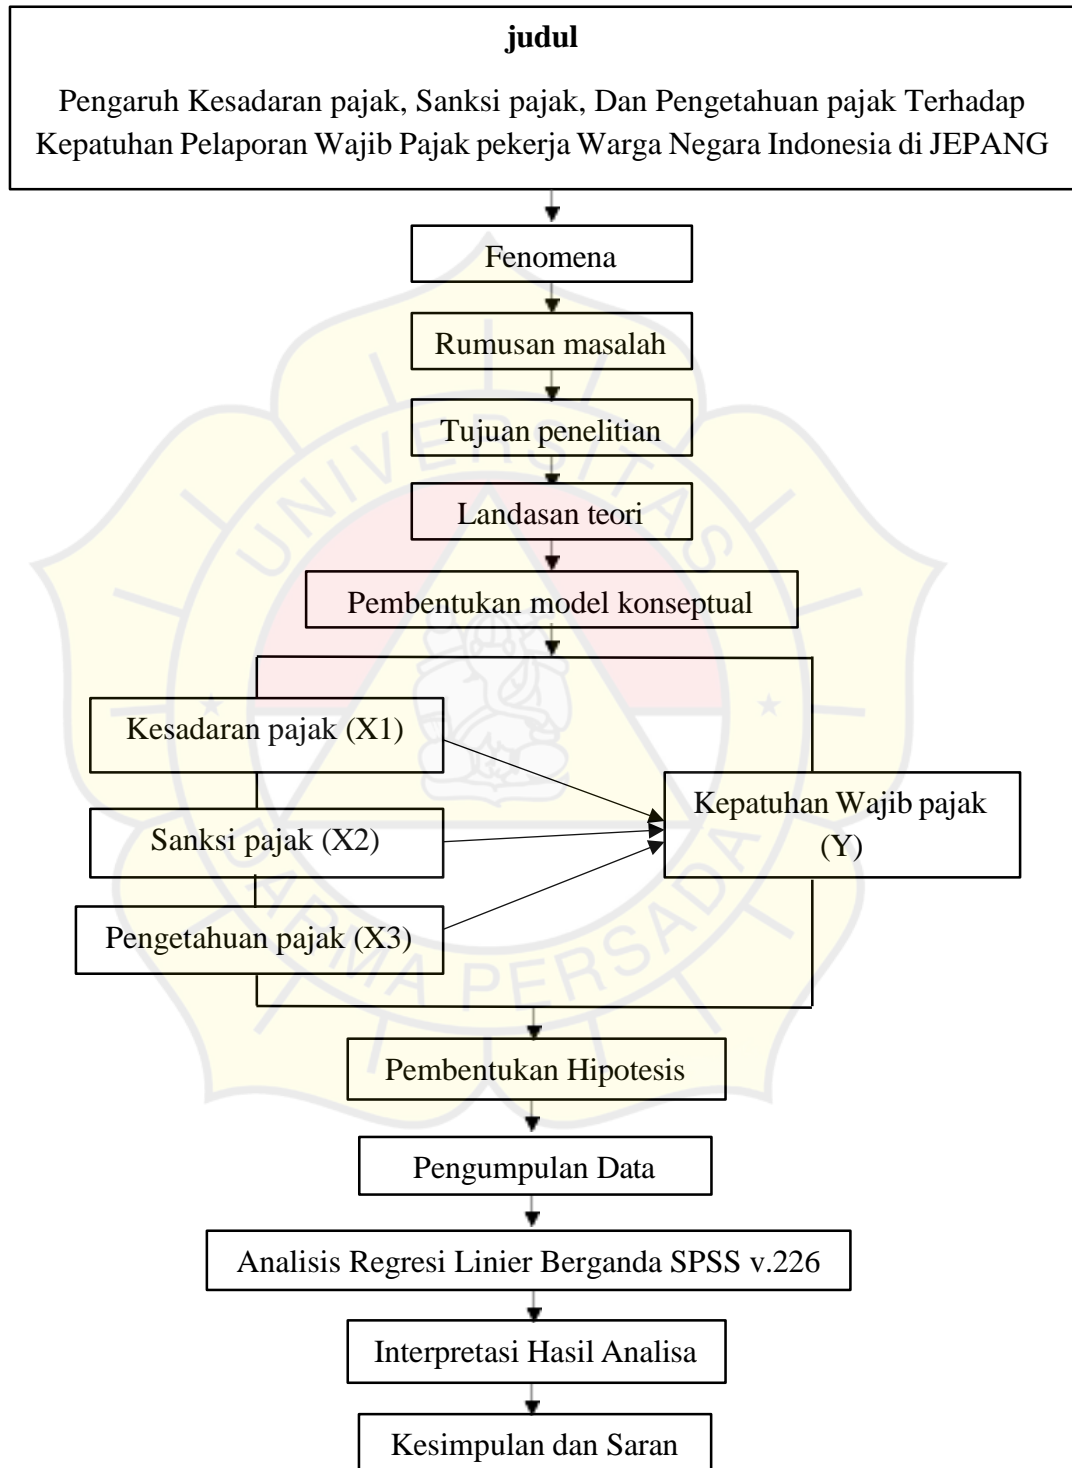 judul
Pengaruh Kesadaran pajak, Sanksi pajak, Dan Pengetahuan pajak Terhadap
Kepatuhan Pelaporan Wajib Pajak pekerja Warga Negara Indonesia di JEPANG
Fenomena
Rumusan masalah
Tujuan penelitian
Landasan teori
Pembentukan model konseptual
Kesadaran pajak (X1)
Sanksi pajak (X2)
Pengetahuan pajak (X3)
Kepatuhan Wajib pajak
(Y)
Pembentukan Hipotesis
Pengumpulan Data
Analisis Regresi Linier Berganda SPSS v.226
Interpretasi Hasil Analisa
Kesimpulan dan Saran
UNIVERSITAS
DARMA PERSADA